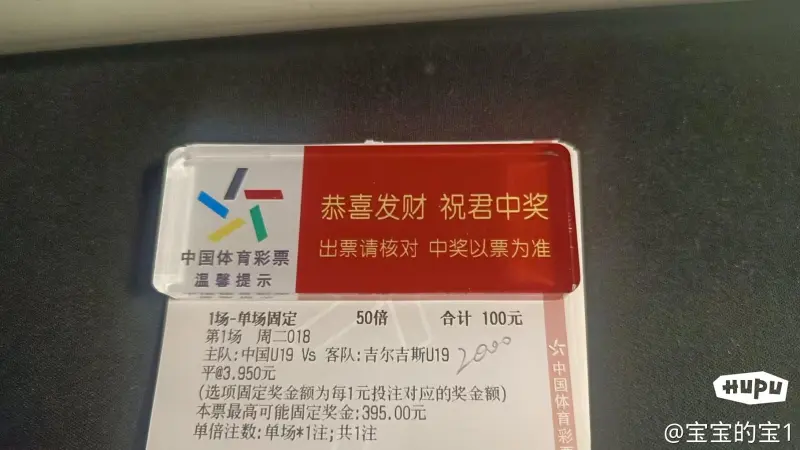 恭喜发财 祝君中奖
出票请核对 中奖以票为准
中国体育彩票
温馨提示
1场-单场固定 50倍 合计 100元
第1场 周二018
主队:中国U19 Vs 客队:吉尔吉斯U19
2000
平@3.950元
(选项固定奖金额为每1元投注对应的奖金额)
本票最高可能固定奖金:395.00元
单倍注数:单场*1注;共1注
中国体育彩票
HUPU
@宝宝的宝1